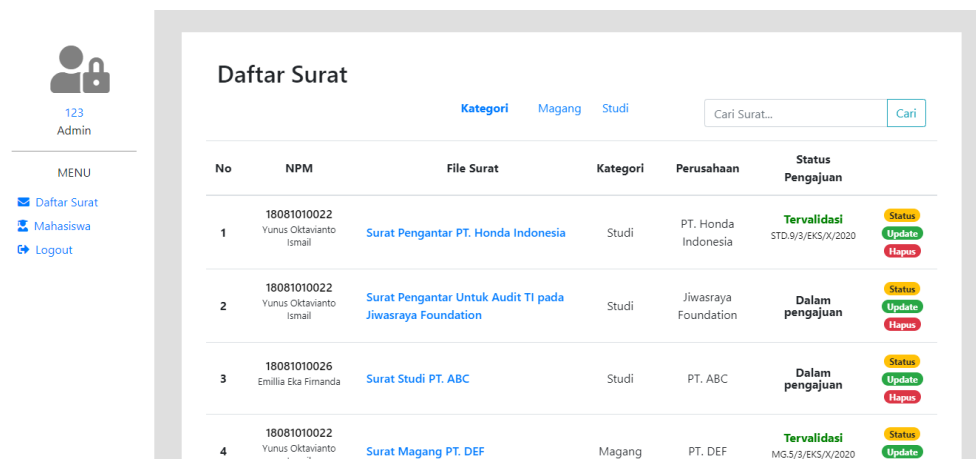 123
Admin
MENU
Daftar Surat
Mahasiswa
Logout
Daftar Surat
Kategori Magang Studi Cari Surat... Cari
No NPM File Surat Kategori Perusahaan Status
Pengajuan
1 18081010022
Yunus Oktavianto
Ismail
Surat Pengantar PT. Honda Indonesia
Studi
PT. Honda
Indonesia
Tervalidasi
STD.9/3/EKS/X/2020
Status
Update
Hapus
2 18081010022
Yunus Oktavianto
Ismail
Surat Pengantar Untuk Audit TI pada
Jiwasraya Foundation
Studi
Jiwasraya
Foundation
Dalam
pengajuan
Status
Update
Hapus
3 18081010026
Emillia Eka Firnanda
Surat Studi PT. ABC
Studi
PT. ABC
Dalam
pengajuan
Status
Update
Hapus
4 18081010022
Yunus Oktavianto
Surat Magang PT. DEF
Magang
PT. DEF
Tervalidasi
MG.5/3/EKS/X/2020
Status
Update